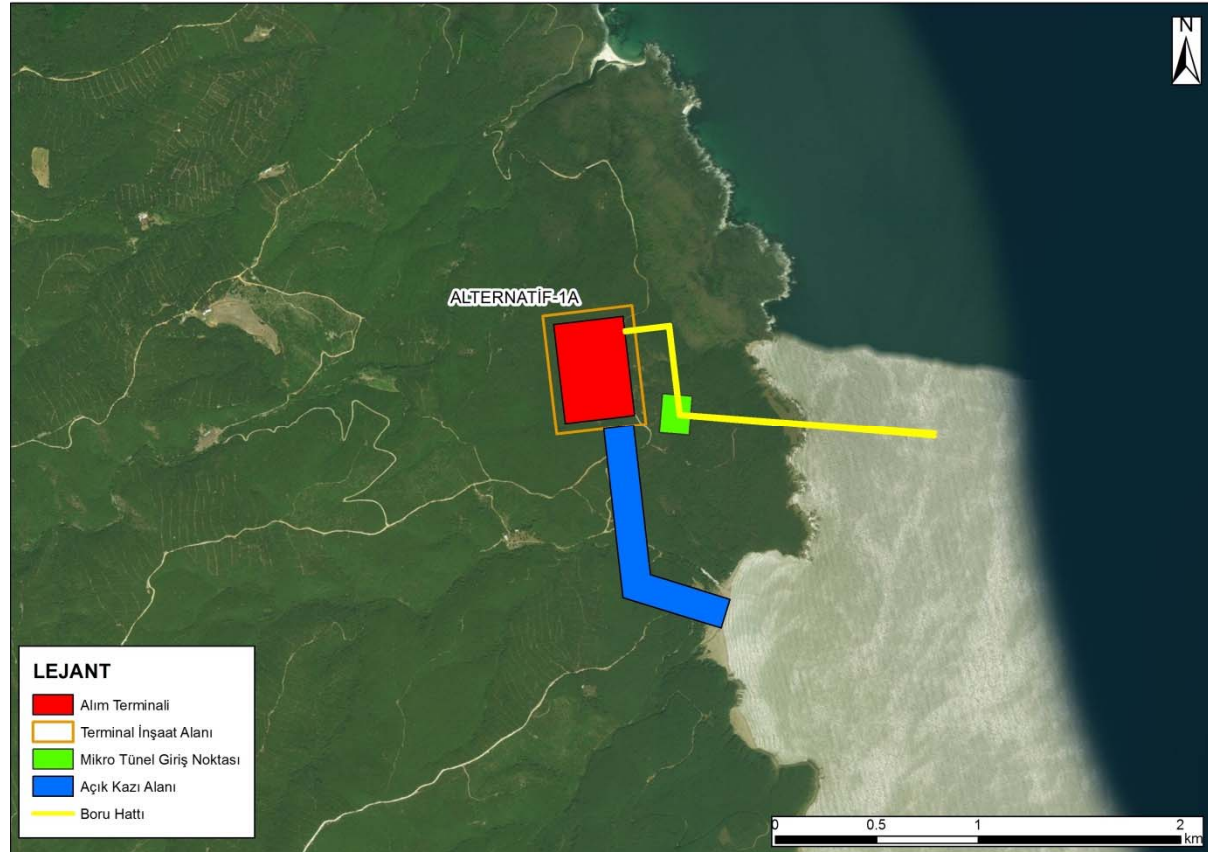 N
ALTERNATİF-1A
LEJANT
Alım Terminali
Terminal İnşaat Alanı
Mikro Tünel Giriş Noktası
Açık Kazı Alanı
Boru Hattı
0 0.5 1 2
km